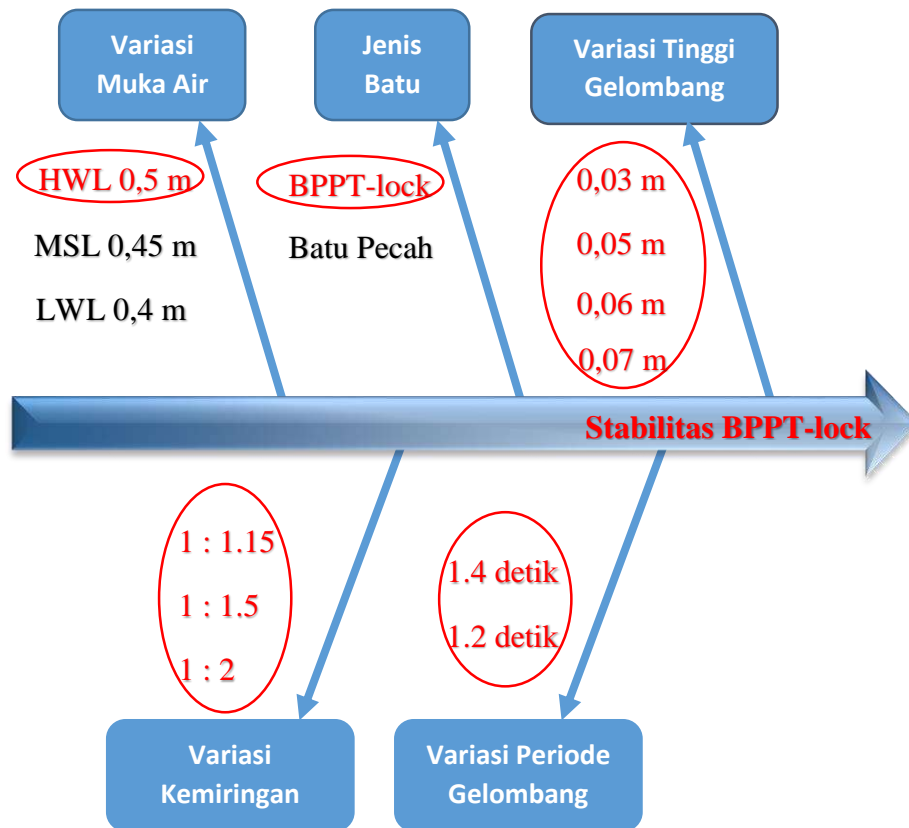 Variasi
Muka Air
Jenis
Batu
Variasi Tinggi
Gelombang
HWL 0,5 m
MSL 0,45 m
LWL 0,4 m
BPPT-lock
Batu Pecah
0,03 m
0,05 m
0,06 m
0,07 m
Stabilitas BPPT-lock
1 : 1.15
1 : 1.5
1 : 2
1.4 detik
1.2 detik
Variasi
Kemiringan
Variasi Periode
Gelombang